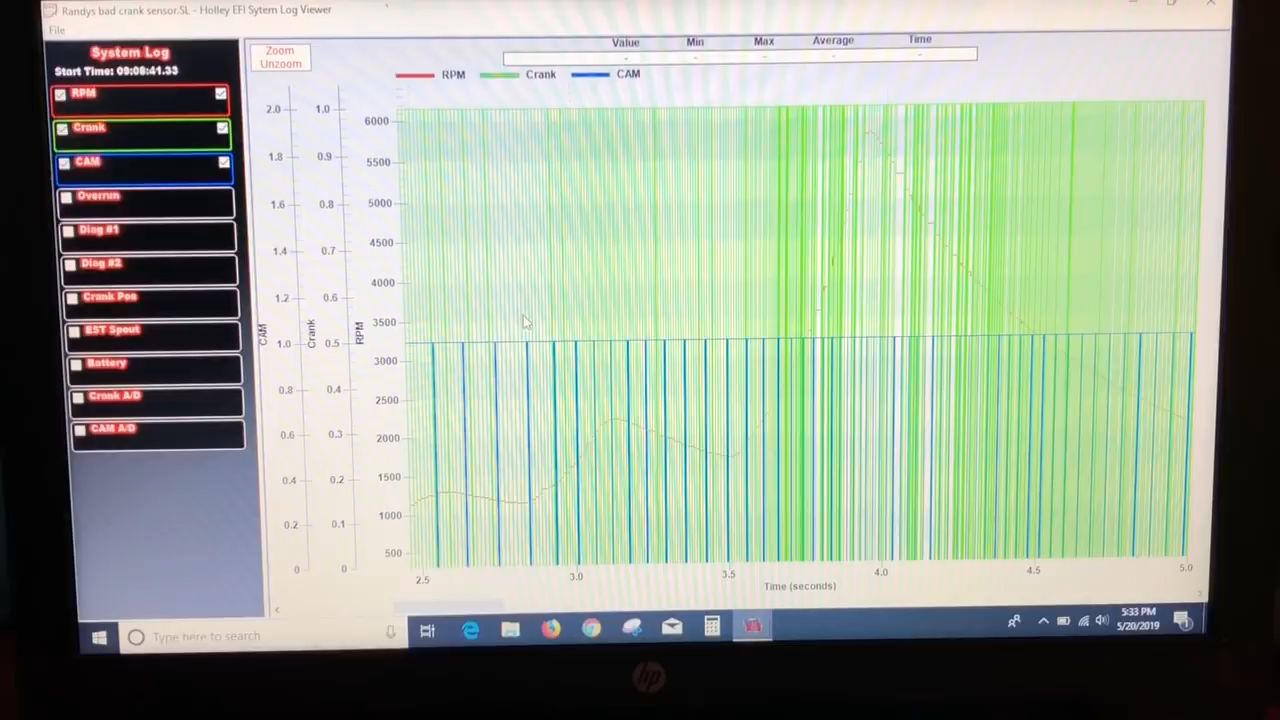 Randys bad crank sensor.SL - Holley EFI Sytem Log Viewer
File
System Log
Start Time: 09:08:41.33
RPM
Crank
CAM
Overrun
Diag #1
Diag #2
Crank Pos
EST Spout
Battery
Crank A/D
CAM A/D
Zoom
Unzoom
Value Min Max Average Time
- - - - -
RPM Crank CAM
2.0 1.0 6000
1.8 0.9 5500
1.6 0.8 5000
1.4 0.7 4500
1.2 0.6 4000
3500
CAM Crank RPM
1.0 0.5 3000
0.8 0.4 2500
0.6 0.3 2000
0.4 0.2 1500
0.2 0.1 1000
0 0 500
2.5 3.0 3.5 4.0 4.5 5.0
Time (seconds)
Type here to search
5:33 PM
5/20/2019
1
hp